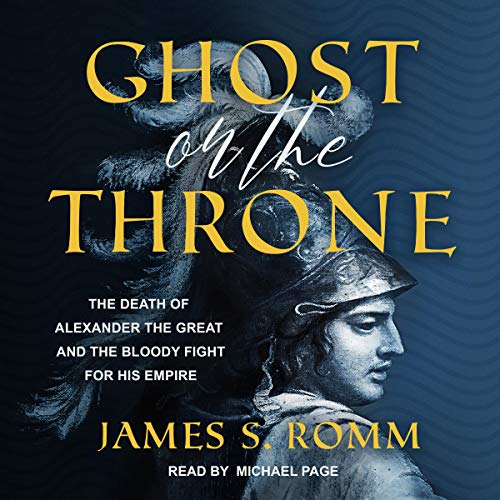 GHOST
on the
THRONE
THE DEATH OF
ALEXANDER THE GREAT
AND THE BLOODY FIGHT
FOR HIS EMPIRE
JAMES S. ROMM
READ BY MICHAEL PAGE